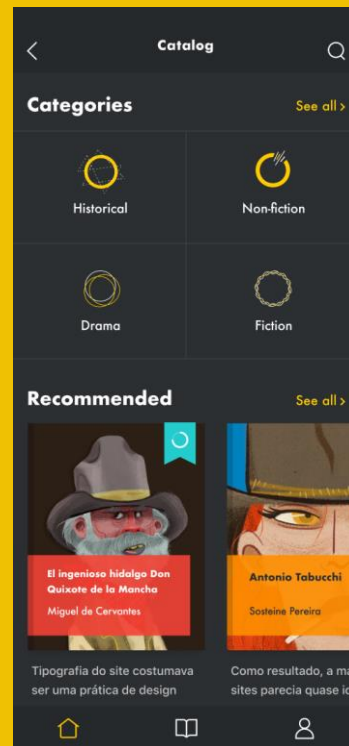 Catalog
Categories
See all >
Historical
Non-fiction
Drama
Fiction
Recommended
See all >
El ingenioso hidalgo Don
Quixote de la Mancha
Miguel de Cervantes
Antonio Tabucchi
Sosteine Pereira
Tipografia do site costumava
ser uma prática de design
Como resultado, a
sites parecia quase